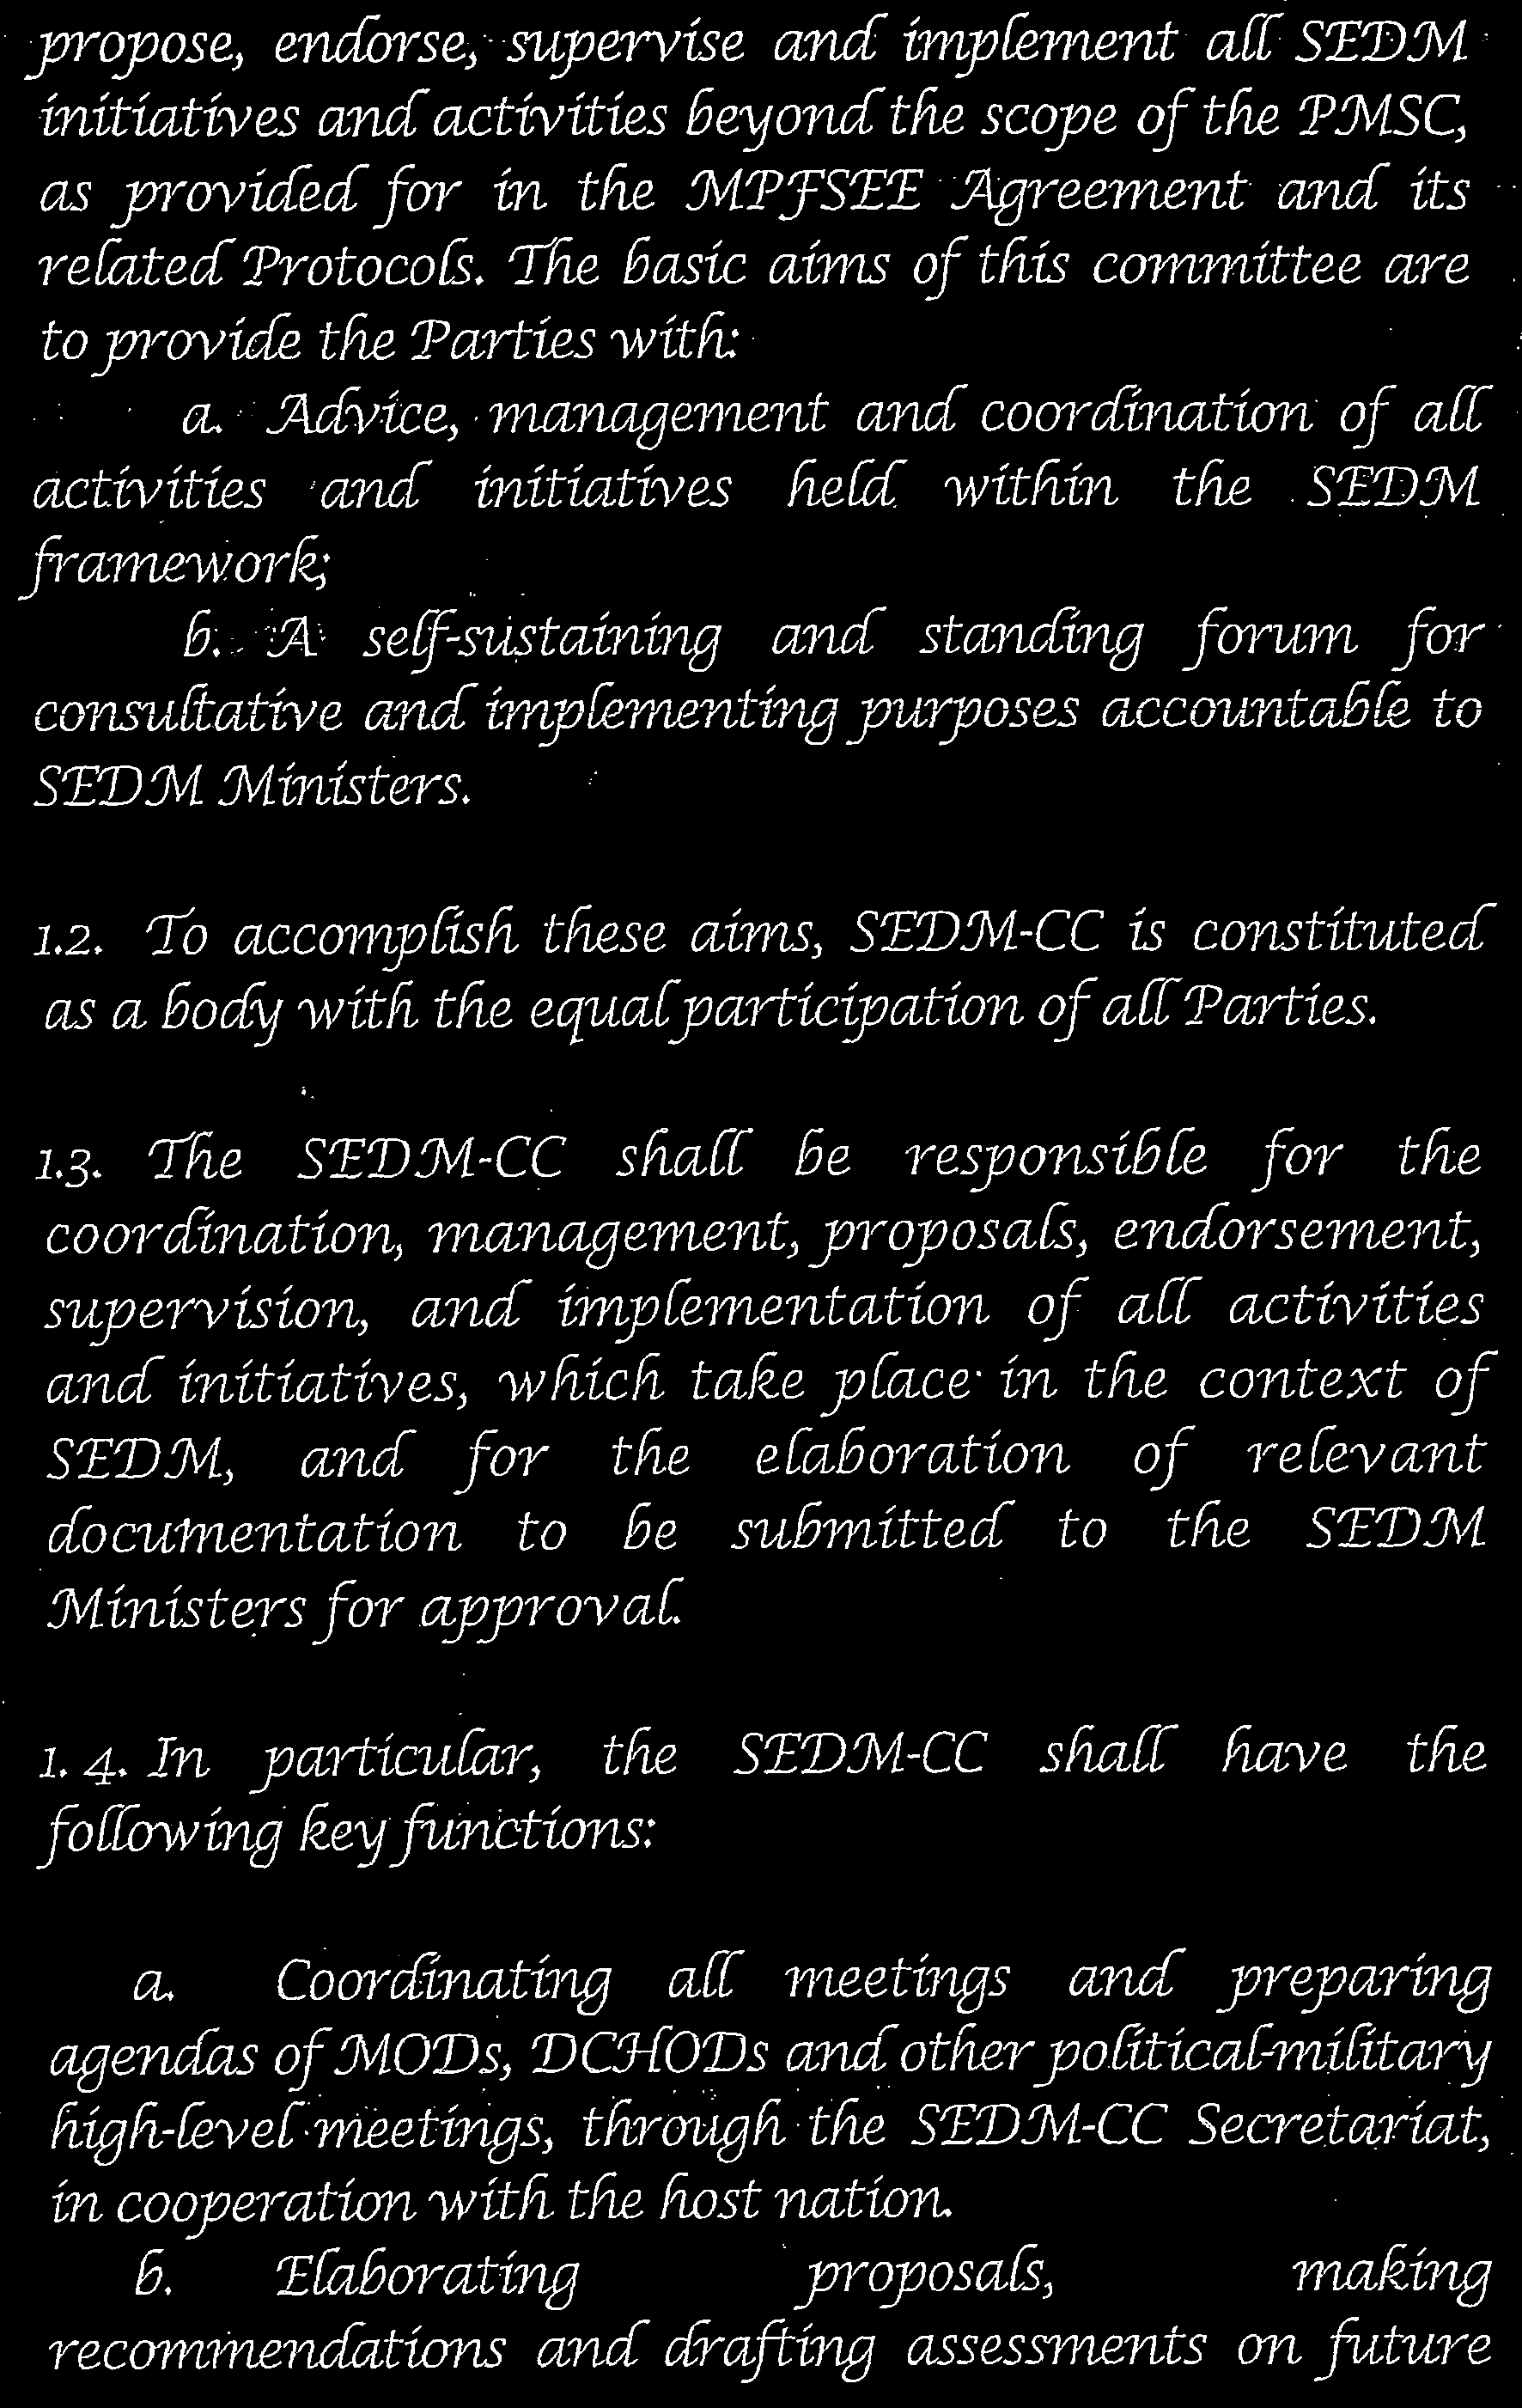 propose, endorse, supervise and implement all SEDM
initiatives and activities beyond the scope of the PMSC,
as provided for in the MPFSEE Agreement and its
related Protocols. The basic aims of this committee are
to provide the Parties with:
a. Advice, management and coordination of all
activities and initiatives held within the SEDM
framework;
b. A self-sustaining and standing forum for
consultative and implementing purposes accountable to
SEDM Ministers.
1.2. To accomplish these aims, SEDM-CC is constituted
as a body with the equal participation of all Parties.
1.3. The SEDM-CC shall be responsible for the
coordination, management, proposals, endorsement,
supervision, and implementation of all activities
and initiatives, which take place in the context of
SEDM, and for the elaboration of relevant
documentation to be submitted to the SEDM
Ministers for approval.
1. 4. In particular, the SEDM-CC shall have the
following key functions:
a. Coordinating all meetings and preparing
agendas of MODs, DCHODs and other political-military
high-level meetings, through the SEDM-CC Secretariat,
in cooperation with the host nation.
b. Elaborating proposals, making
recommendations and drafting assessments on future